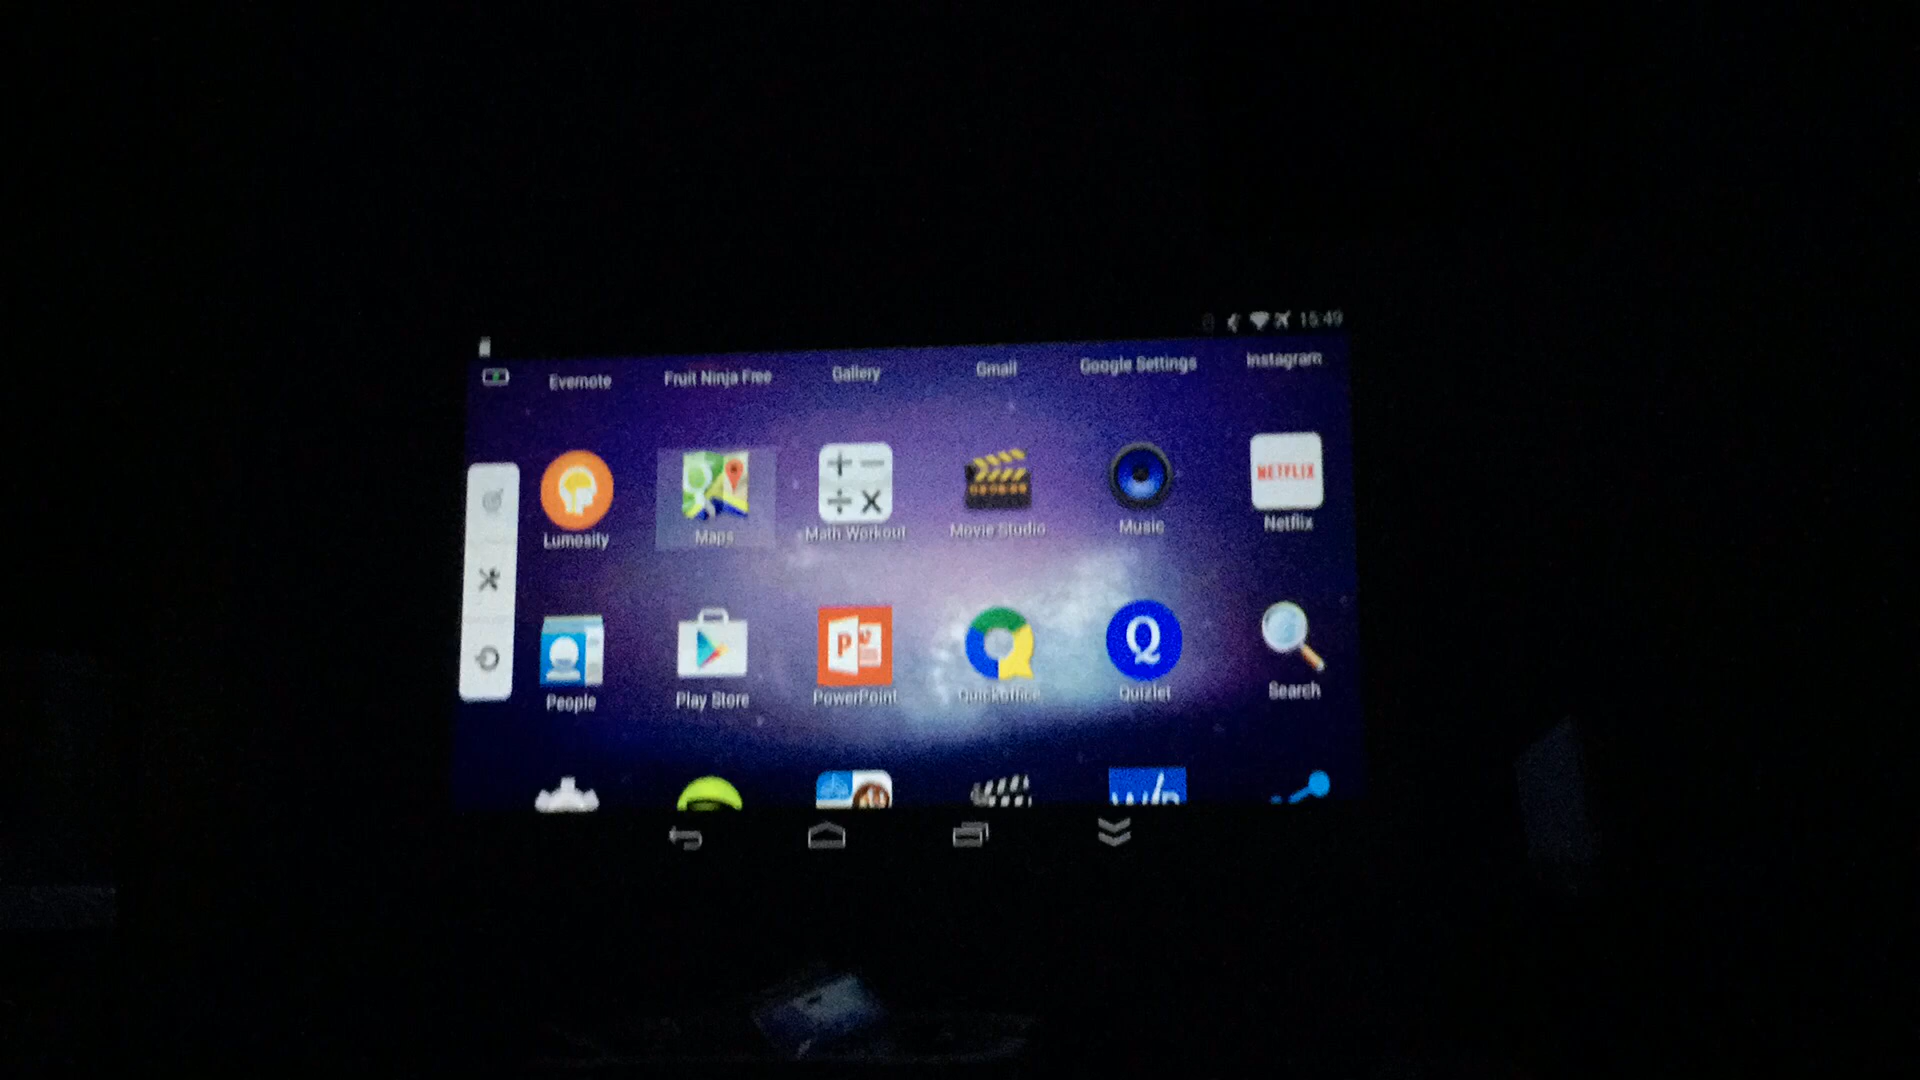 15:49
Evernote Fruit Ninja Free Gallery Gmail Google Settings Instagram
NETFLIX
Lumosity Maps Math Workout Movie Studio Music Netflix
P
Q
People Play Store PowerPoint Quickoffice Quizlet Search